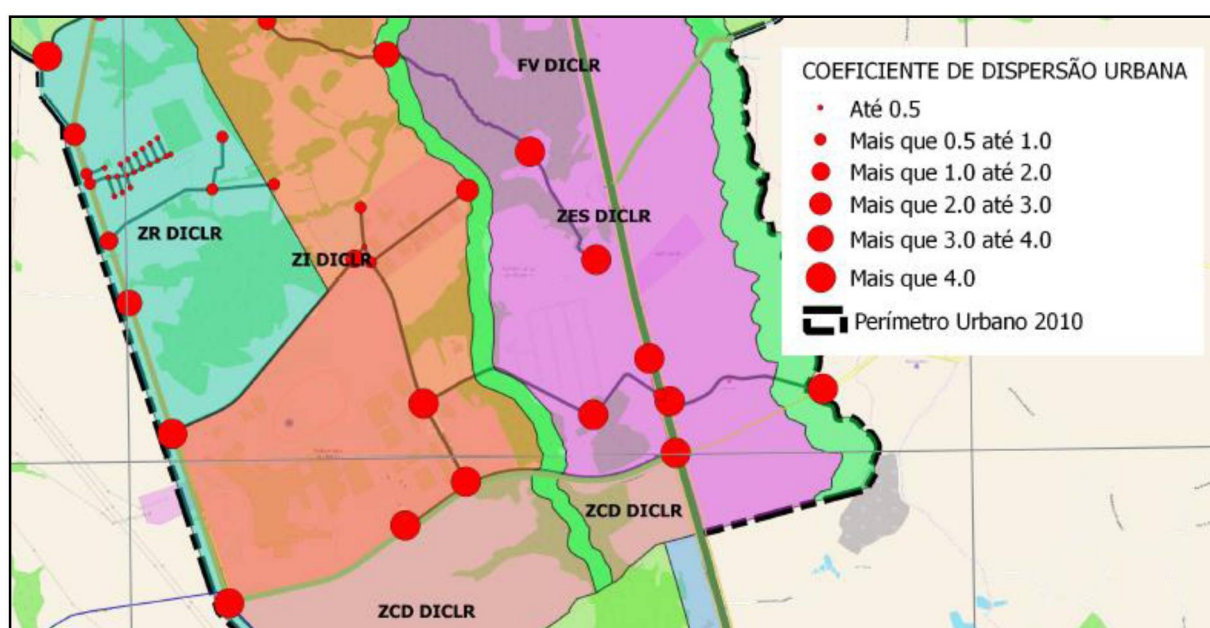 FV DICLR
COEFICIENTE DE DISPERSÃO URBANA
Até 0.5
Mais que 0.5 até 1.0
Mais que 1.0 até 2.0
Mais que 2.0 até 3.0
Mais que 3.0 até 4.0
Mais que 4.0
Perímetro Urbano 2010
ZES DICLR
ZR DICLR
ZI DICLR
ZCD DICLR
ZCD DICLR